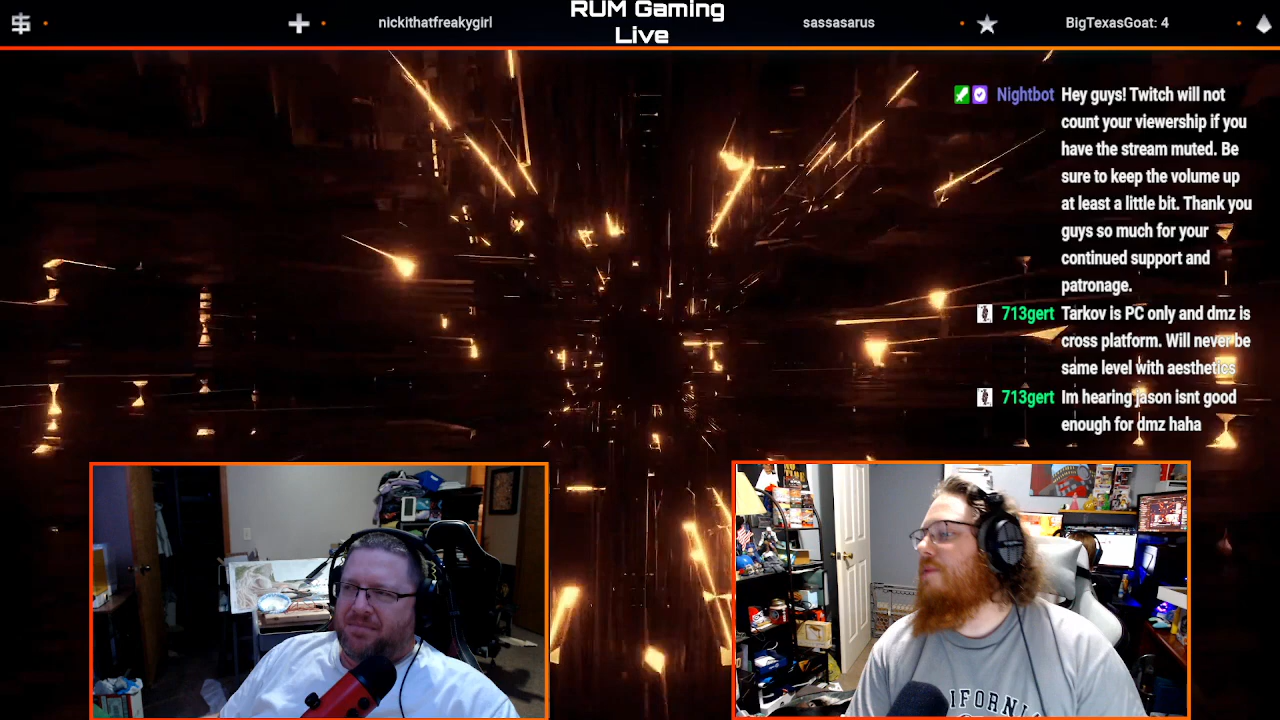 nickithatfreakygirl
RUM Gaming
Live
sassasarus
BigTexasGoat: 4
Nightbot Hey guys! Twitch will not
count your viewership if you
have the stream muted. Be
sure to keep the volume up
at least a little bit. Thank you
guys so much for your
continued support and
patronage.
713gert Tarkov is PC only and dmz is
cross platform. Will never be
same level with aesthetics
713gert Im hearing jason isnt good
enough for dmz haha
IFORNI